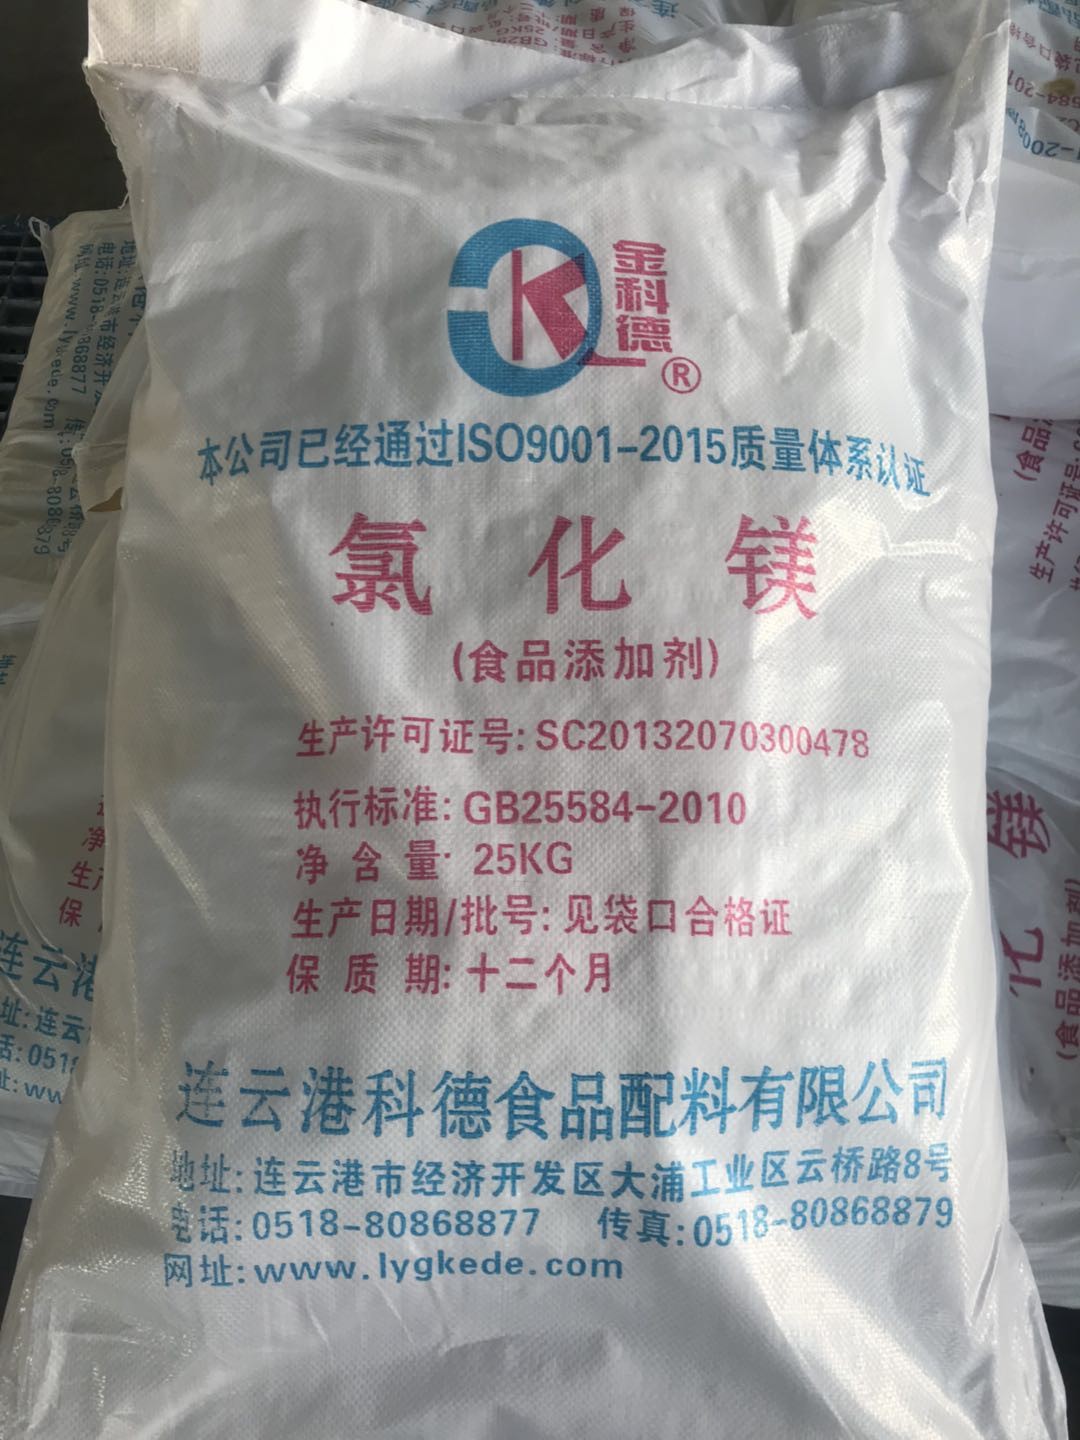 金科德
®
本公司已经通过ISO9001-2015质量体系认证
氯化镁
(食品添加剂)
生产许可证号: SC20132070300478
执行标准: GB25584-2010
净含量: 25KG
生产日期/批号: 见袋口合格证
保质期: 十二个月
连云港科德食品配料有限公司
地址: 连云港市经济开发区大浦工业区云桥路8号
电话: 0518-80868877 传真: 0518-80868879
网址: www.lygkede.com